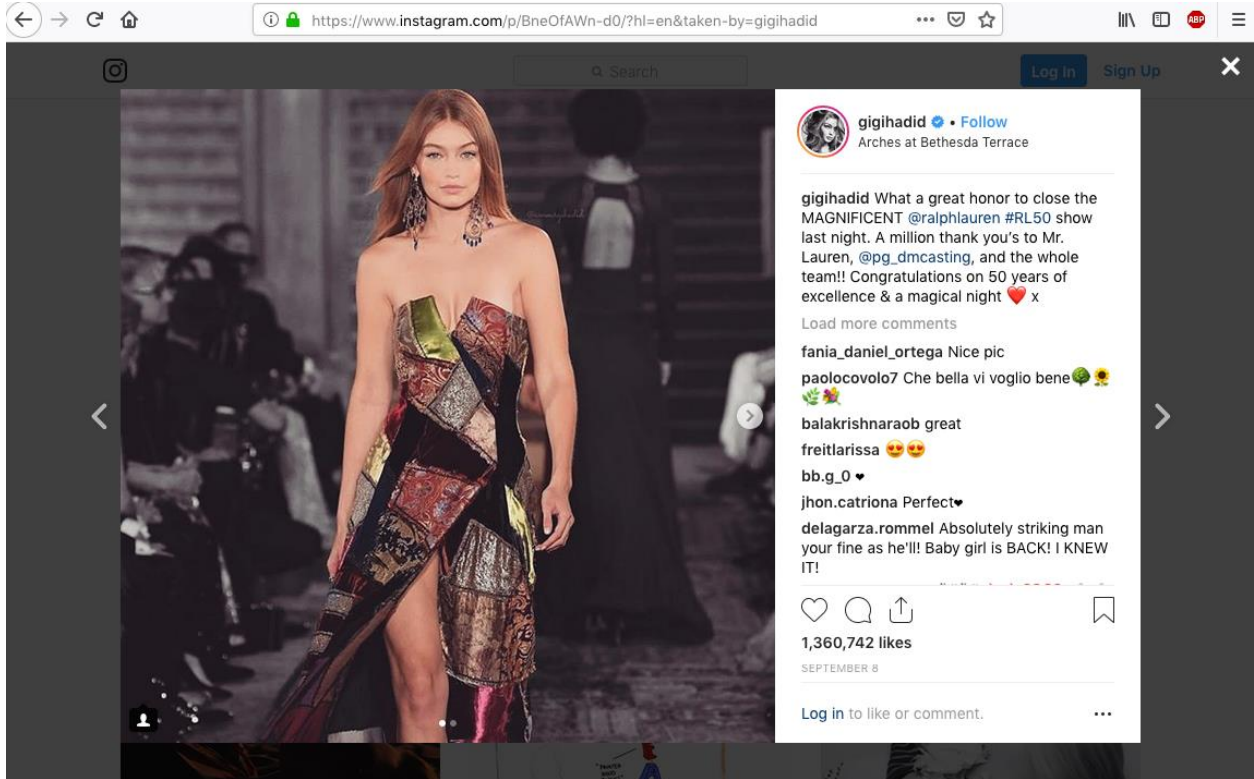 https://www.instagram.com/p/BneOfAWn-d0/?hl=en&taken-by=gigihadid
ABP
Search
Log In
Sign Up
gigihadid • Follow
Arches at Bethesda Terrace
gigihadid What a great honor to close the
MAGNIFICENT @ralphlauren #RL50 show
last night. A million thank you's to Mr.
Lauren, @pg_dmcasting, and the whole
team!! Congratulations on 50 years of
excellence & a magical night ❤️ x
Load more comments
fania_daniel_ortega Nice pic
paolocovolo7 Che bella vi voglio bene🌳🌻
🌿💐
balakrishnaraob great
freitlarissa 😍😍
bb.g_0 ❤
jhon.catriona Perfect❤
delagarza.rommel Absolutely striking man
your fine as he'll! Baby girl is BACK! I KNEW
IT!
1,360,742 likes
SEPTEMBER 8
Log in to like or comment.